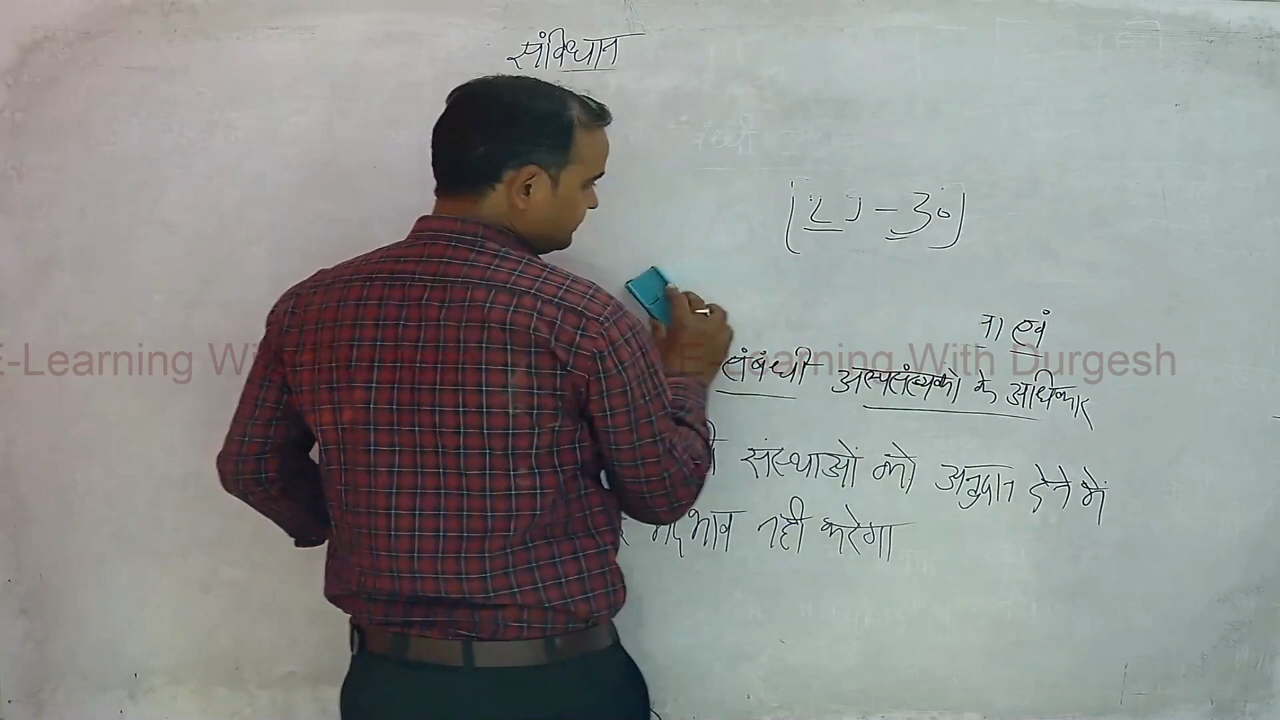 संविधान
[29 - 30]
एवं
संबंधी अल्पसंख्यको के अधिकार
E-Learning With Durgesh
संस्थाओं को अनुदान देने में
भेदभाव नही करेगा